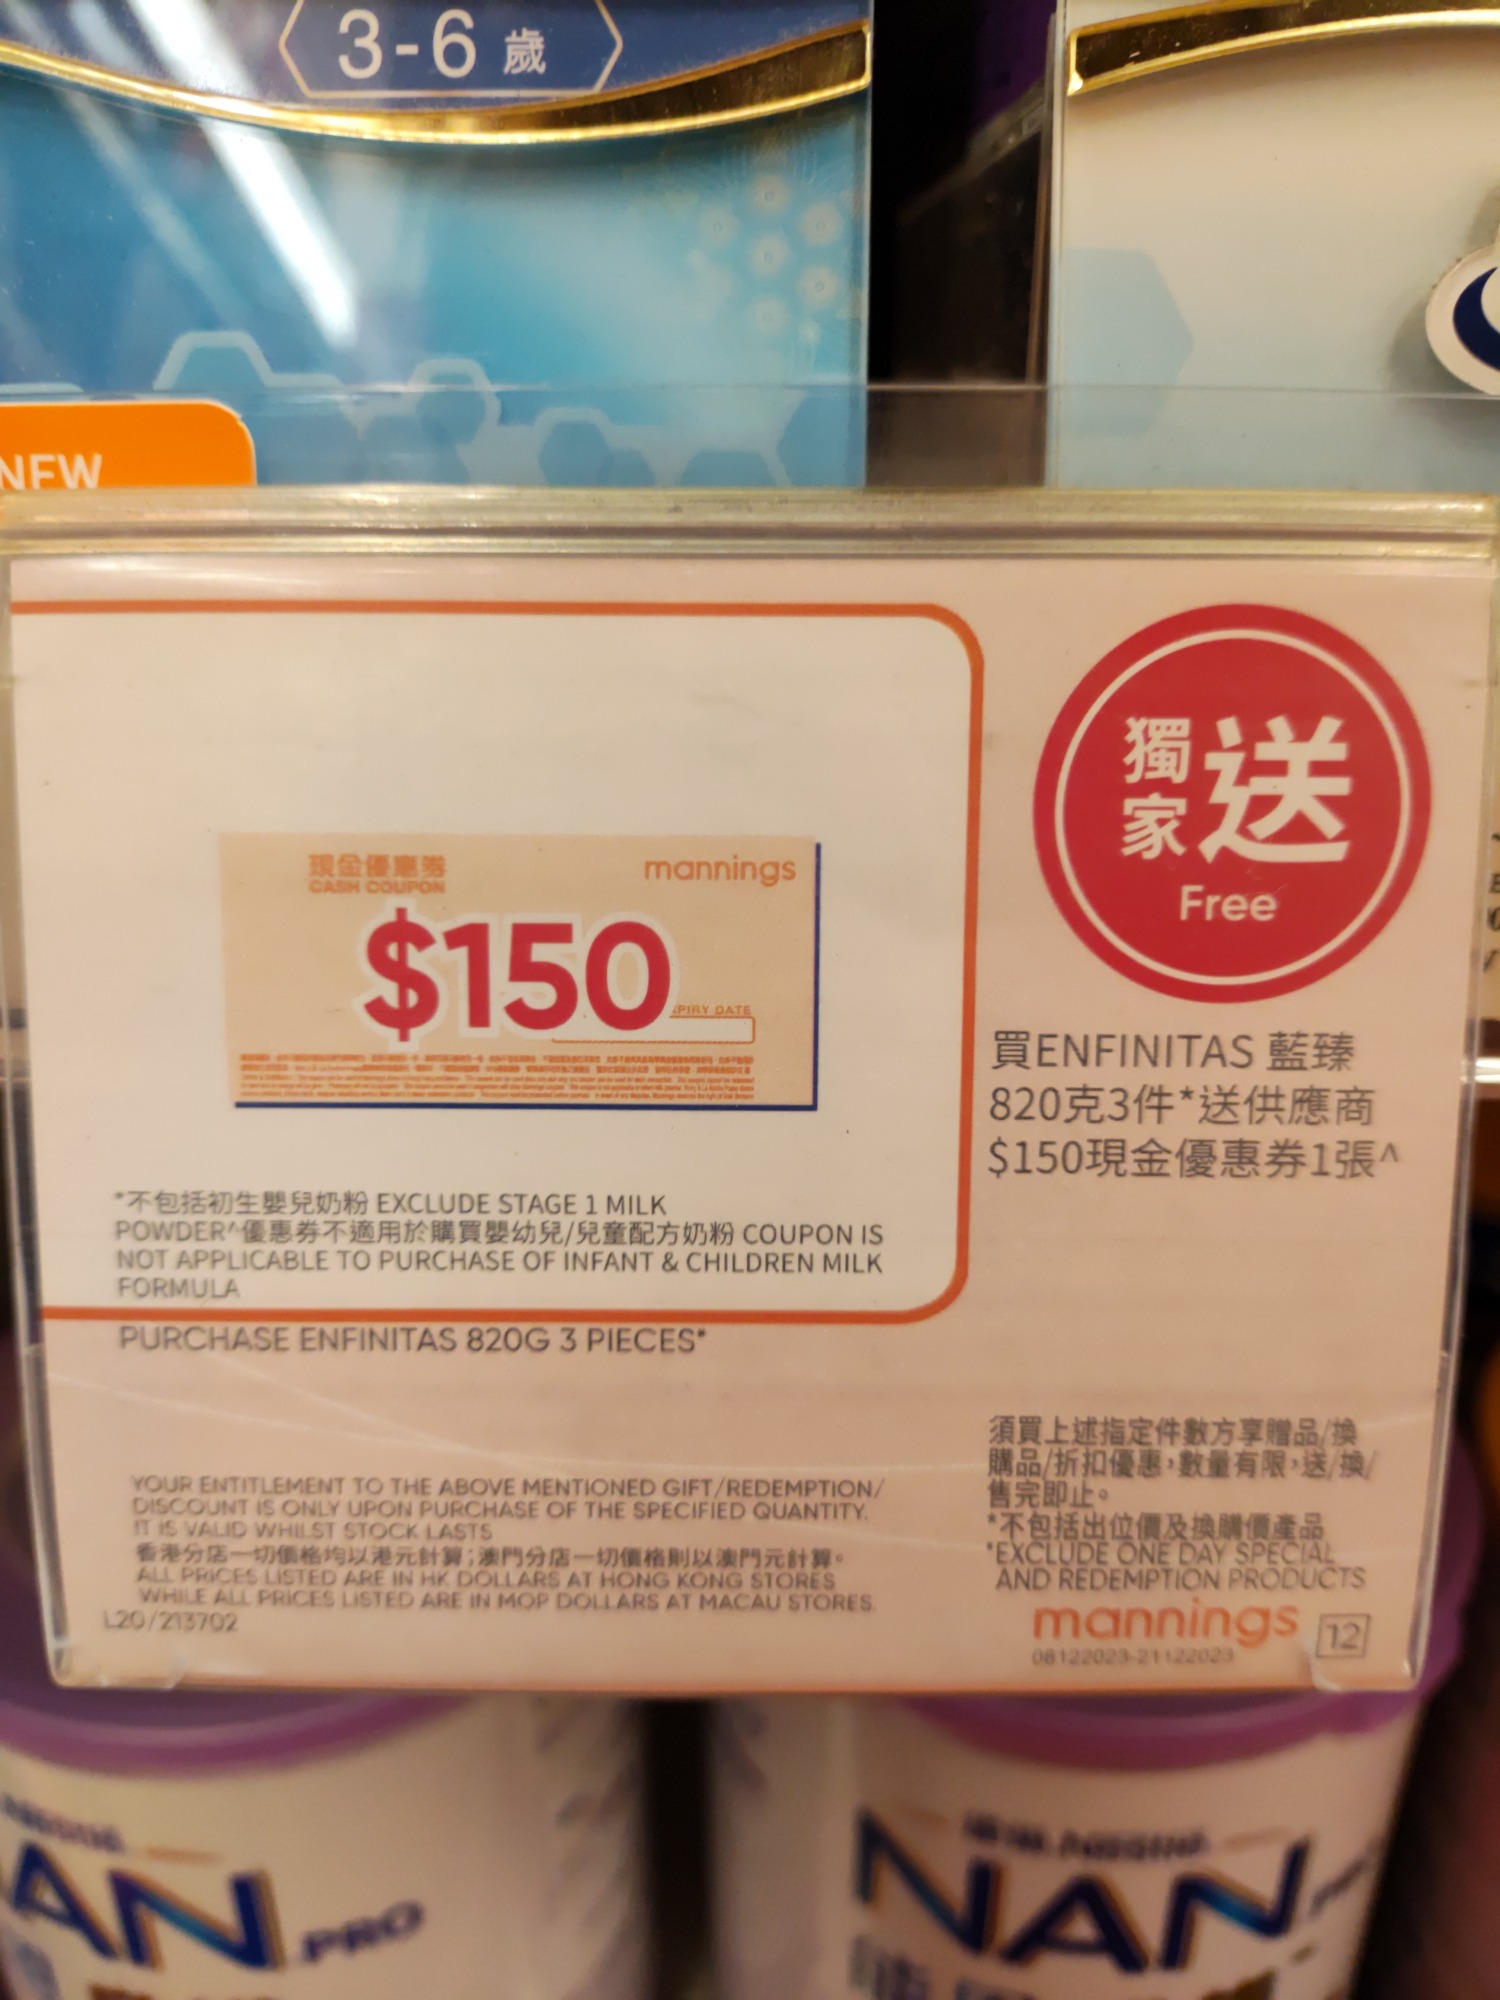 3-6 歲
NEW
獨家送
Free
現金優惠券
CASH COUPON
mannings
$150
PIRY DATE
買ENFINITAS 藍臻
820克3件*送供應商
$150現金優惠券1張^
*不包括初生嬰兒奶粉 EXCLUDE STAGE 1 MILK
POWDER^優惠券不適用於購買嬰幼兒/兒童配方奶粉 COUPON IS
NOT APPLICABLE TO PURCHASE OF INFANT & CHILDREN MILK
FORMULA
PURCHASE ENFINITAS 820G 3 PIECES*
YOUR ENTITLEMENT TO THE ABOVE MENTIONED GIFT/REDEMPTION/
DISCOUNT IS ONLY UPON PURCHASE OF THE SPECIFIED QUANTITY.
IT IS VALID WHILST STOCK LASTS
香港分店一切價格均以港元計算;澳門分店一切價格則以澳門元計算。
ALL PRICES LISTED ARE IN HK DOLLARS AT HONG KONG STORES
WHILE ALL PRICES LISTED ARE IN MOP DOLLARS AT MACAU STORES.
L20/213702
須買上述指定件數方享贈品/換
購品/折扣優惠,數量有限,送/換/
售完即止。
*不包括出位價及換購價產品
*EXCLUDE ONE DAY SPECIAL
AND REDEMPTION PRODUCTS
mannings 12
08122023-21122023
AN PRO
NAN